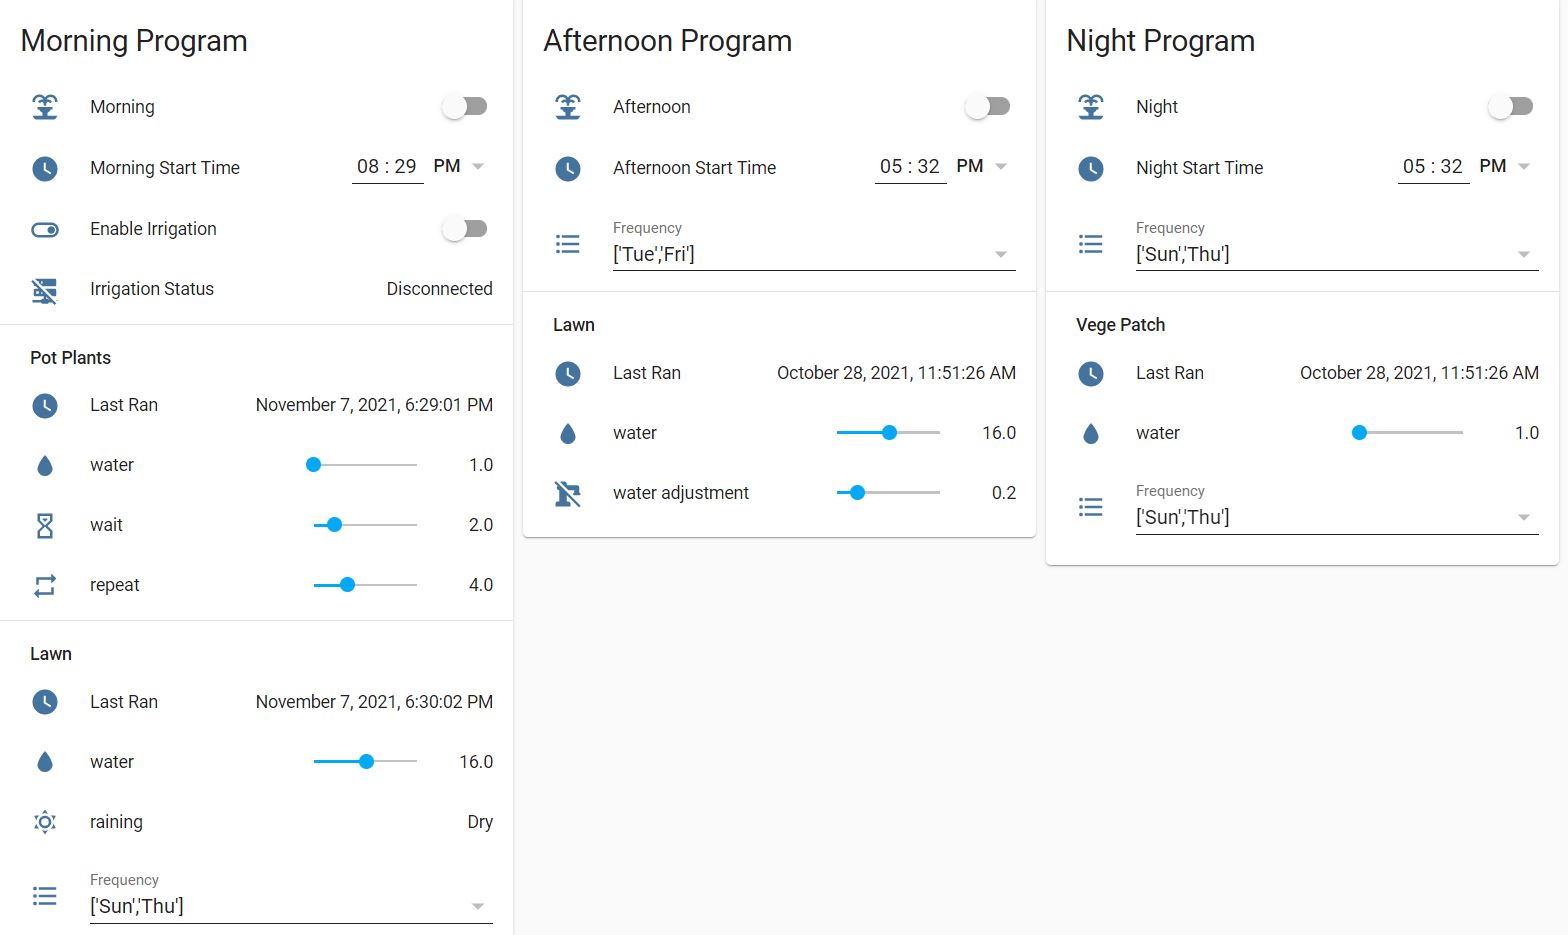 Morning Program
Morning
Morning Start Time 08 : 29 PM
Enable Irrigation
Irrigation Status Disconnected
Pot Plants
Last Ran November 7, 2021, 6:29:01 PM
water 1.0
wait 2.0
repeat 4.0
Lawn
Last Ran November 7, 2021, 6:30:02 PM
water 16.0
raining Dry
Frequency
['Sun','Thu']
Afternoon Program
Afternoon
Afternoon Start Time 05 : 32 PM
Frequency
['Tue','Fri']
Lawn
Last Ran October 28, 2021, 11:51:26 AM
water 16.0
water adjustment 0.2
Night Program
Night
Night Start Time 05 : 32 PM
Frequency
['Sun','Thu']
Vege Patch
Last Ran October 28, 2021, 11:51:26 AM
water 1.0
Frequency
['Sun','Thu']